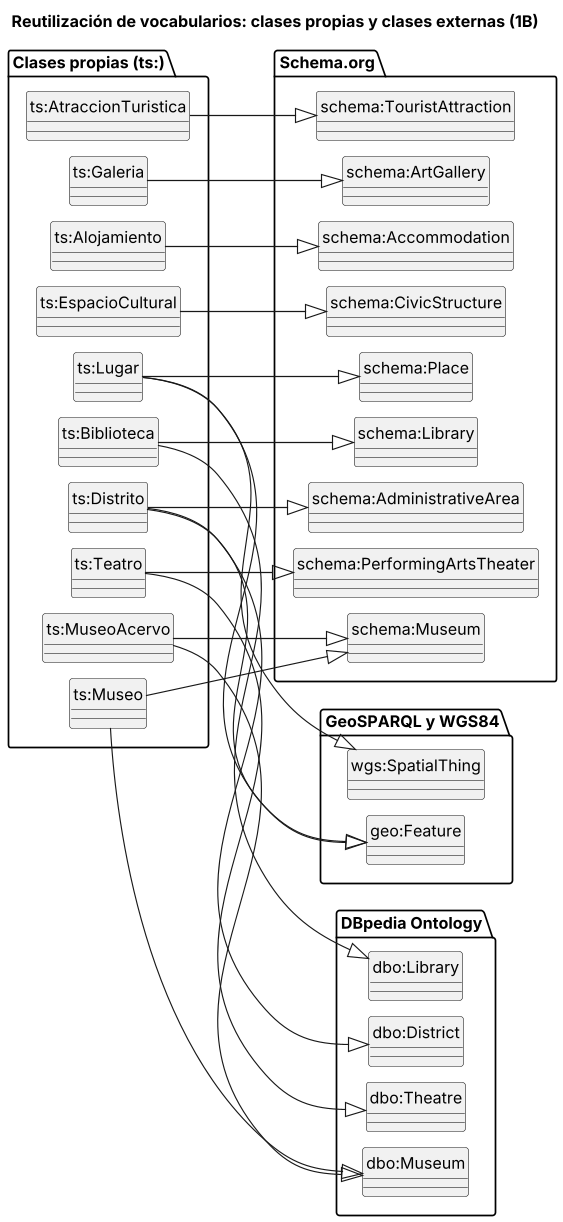 Reutilización de vocabularios: clases propias y clases externas (1B)
Clases propias (ts:)
ts:AtraccionTuristica
ts:Galeria
ts:Alojamiento
ts:EspacioCultural
ts:Lugar
ts:Biblioteca
ts:Distrito
ts:Teatro
ts:MuseoAcervo
ts:Museo
Schema.org
schema:TouristAttraction
schema:ArtGallery
schema:Accommodation
schema:CivicStructure
schema:Place
schema:Library
schema:AdministrativeArea
schema:PerformingArtsTheater
schema:Museum
GeoSPARQL y WGS84
wgs:SpatialThing
geo:Feature
DBpedia Ontology
dbo:Library
dbo:District
dbo:Theatre
dbo:Museum